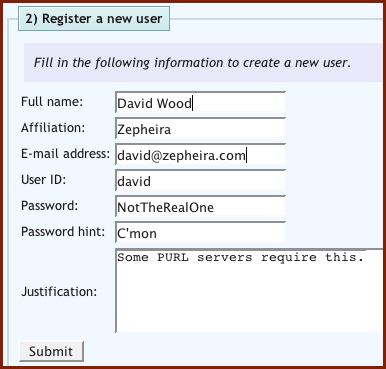 2) Register a new user
Fill in the following information to create a new user.
Full name: David Wood
Affiliation: Zepheira
E-mail address: david@zepheira.com
User ID: david
Password: NotTheRealOne
Password hint: C'mon
Justification: Some PURL servers require this.
Submit